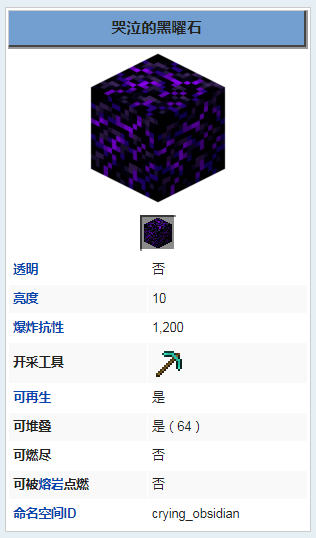 哭泣的黑曜石
透明 否
亮度 10
爆炸抗性 1,200
开采工具
可再生 是
可堆叠 是（64）
可燃尽 否
可被熔岩点燃 否
命名空间ID crying_obsidian